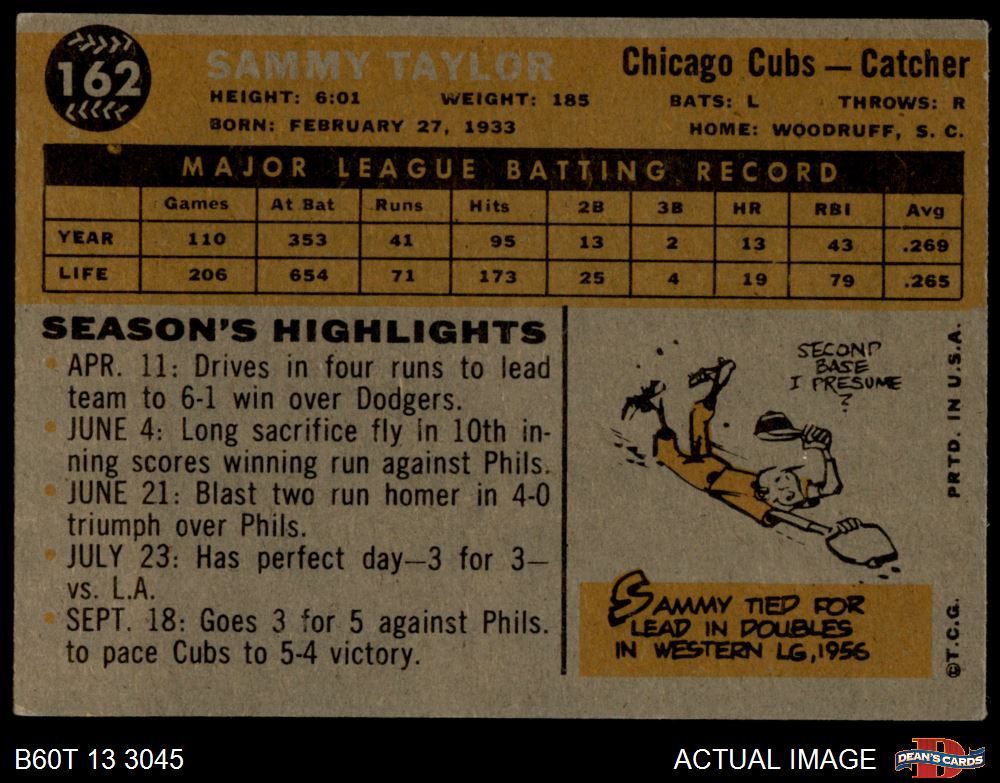 162
SAMMY TAYLOR
Chicago Cubs — Catcher
HEIGHT: 6:01 WEIGHT: 185 BATS: L THROWS: R
BORN: FEBRUARY 27, 1933 HOME: WOODRUFF, S. C.
MAJOR LEAGUE BATTING RECORD
Games At Bat Runs Hits 2B 3B HR RBI Avg
YEAR 110 353 41 95 13 2 13 43 .269
LIFE 206 654 71 173 25 4 19 79 .265
SEASON'S HIGHLIGHTS
APR. 11: Drives in four runs to lead
team to 6-1 win over Dodgers.
JUNE 4: Long sacrifice fly in 10th in-
ning scores winning run against Phils.
JUNE 21: Blast two run homer in 4-0
triumph over Phils.
JULY 23: Has perfect day—3 for 3—
vs. L.A.
SEPT. 18: Goes 3 for 5 against Phils.
to pace Cubs to 5-4 victory.
SECOND
BASE
I PRESUME
?
SAMMY TIED FOR
LEAD IN DOUBLES
IN WESTERN LG, 1956
PRTD. IN U.S.A.
©T.C.G.
B60T 13 3045
ACTUAL IMAGE
D
DEAN'S CARDS